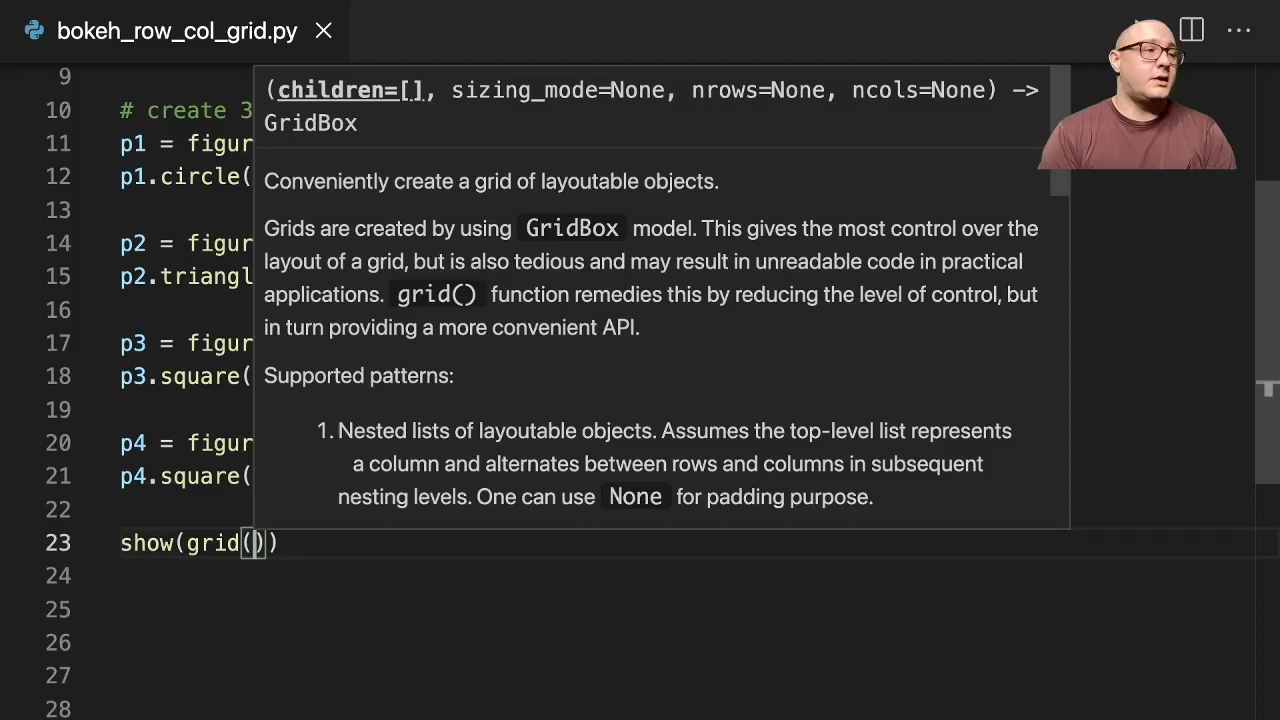 bokeh_row_col_grid.py
9
(children=[], sizing_mode=None, nrows=None, ncols=None) ->
10 # create 3
GridBox
11 p1 = figur
12 p1.circle(
Conveniently create a grid of layoutable objects.
13
Grids are created by using GridBox model. This gives the most control over the
14 p2 = figur
layout of a grid, but is also tedious and may result in unreadable code in practical
15 p2.triangl
applications. grid() function remedies this by reducing the level of control, but
16
in turn providing a more convenient API.
17 p3 = figur
18 p3.square(
Supported patterns:
19
1. Nested lists of layoutable objects. Assumes the top-level list represents
20 p4 = figur
a column and alternates between rows and columns in subsequent
21 p4.square(
nesting levels. One can use None for padding purpose.
22
23 show(grid())
24
25
26
27
28